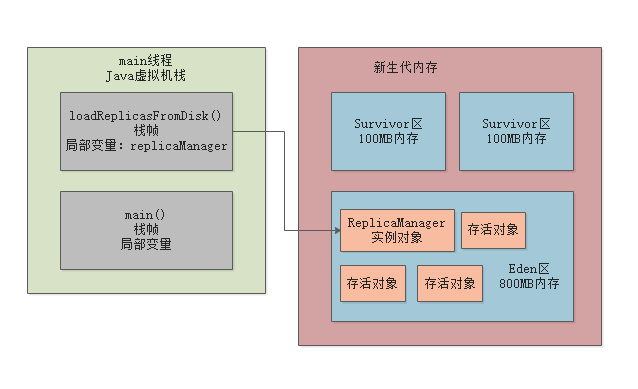 main线程
Java虚拟机栈
loadReplicasFromDisk()
栈帧
局部变量：replicaManager
main()
栈帧
局部变量
新生代内存
Survivor区
100MB内存
Survivor区
100MB内存
ReplicaManager
实例对象
存活对象
存活对象
存活对象
Eden区
800MB内存